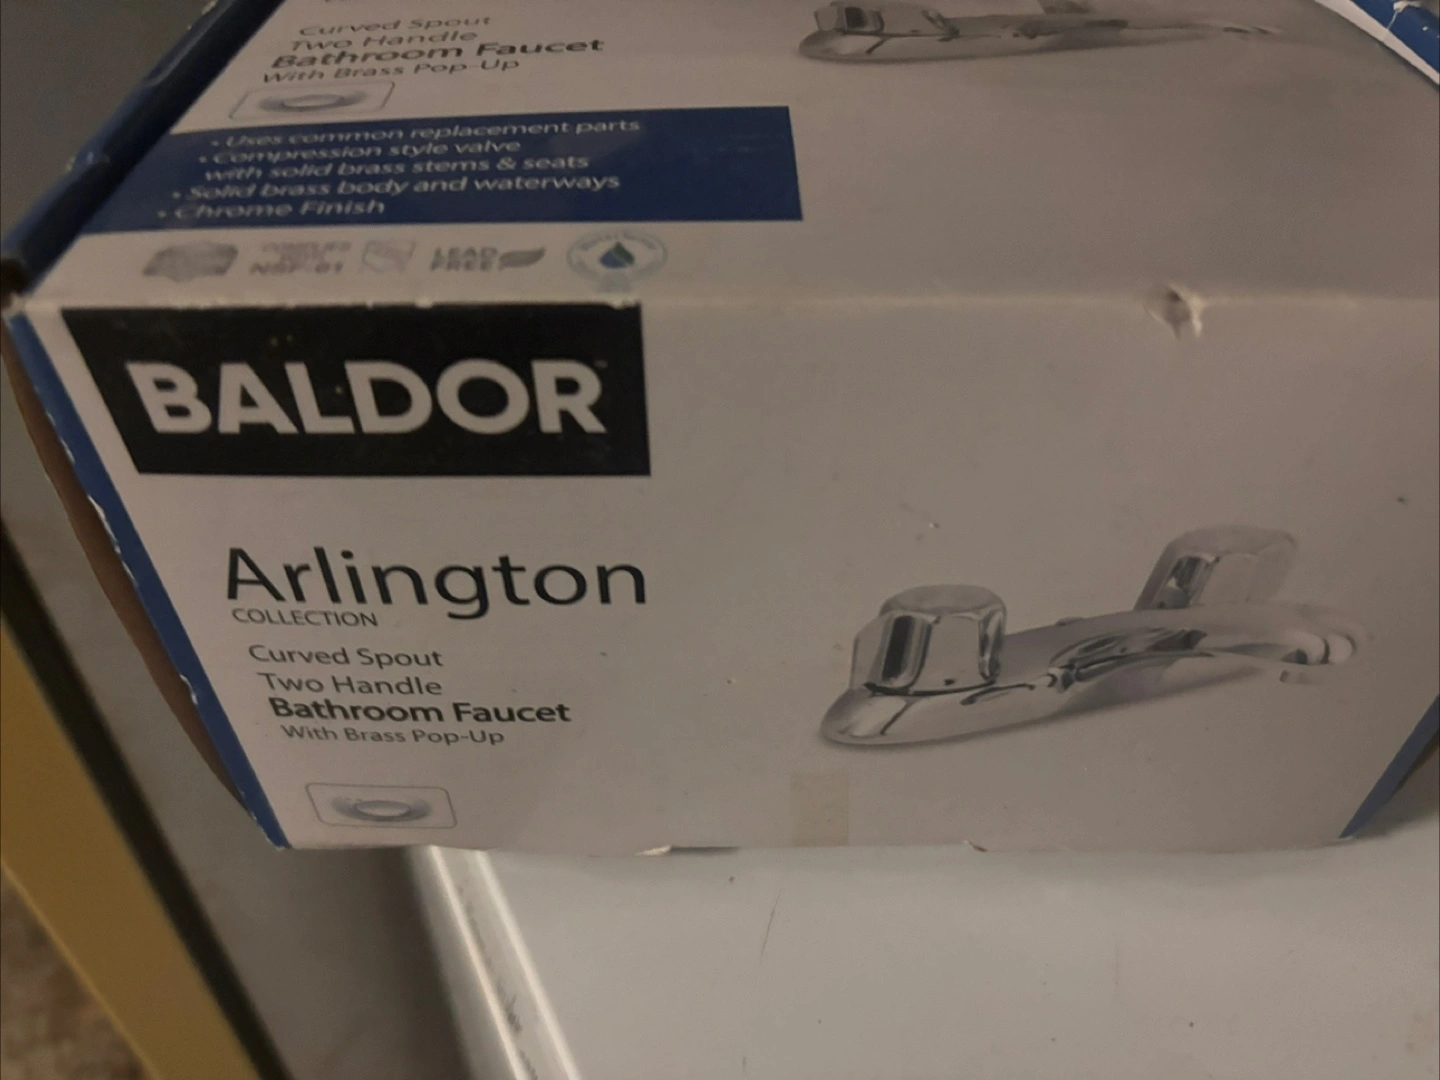 Curved Spout
Two Handle
Bathroom Faucet
With Brass Pop-Up
• Uses common replacement parts
• Compression style valve
with solid brass stems & seats
• Solid brass body and waterways
• Chrome Finish
NSF-61
LEAD
FREE
BALDOR
Arlington
COLLECTION
Curved Spout
Two Handle
Bathroom Faucet
With Brass Pop-Up